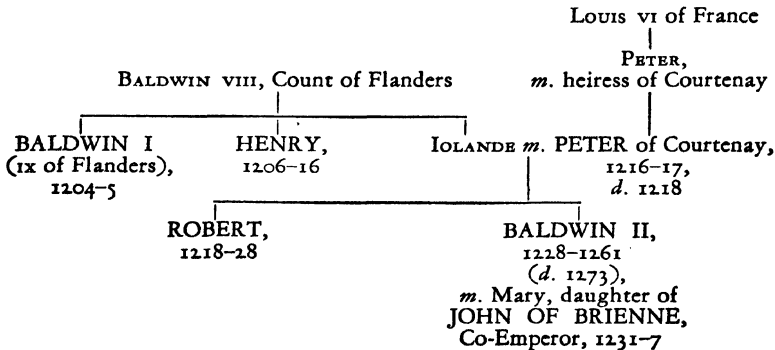 Louis vi of France
Peter,
m. heiress of Courtenay
Baldwin viii, Count of Flanders
BALDWIN I
(ix of Flanders),
1204–5
HENRY,
1206–16
Iolande m. PETER of Courtenay,
1216–17,
d. 1218
ROBERT,
1218–28
BALDWIN II,
1228–1261
(d. 1273),
m. Mary, daughter of
JOHN OF BRIENNE,
Co-Emperor, 1231–7